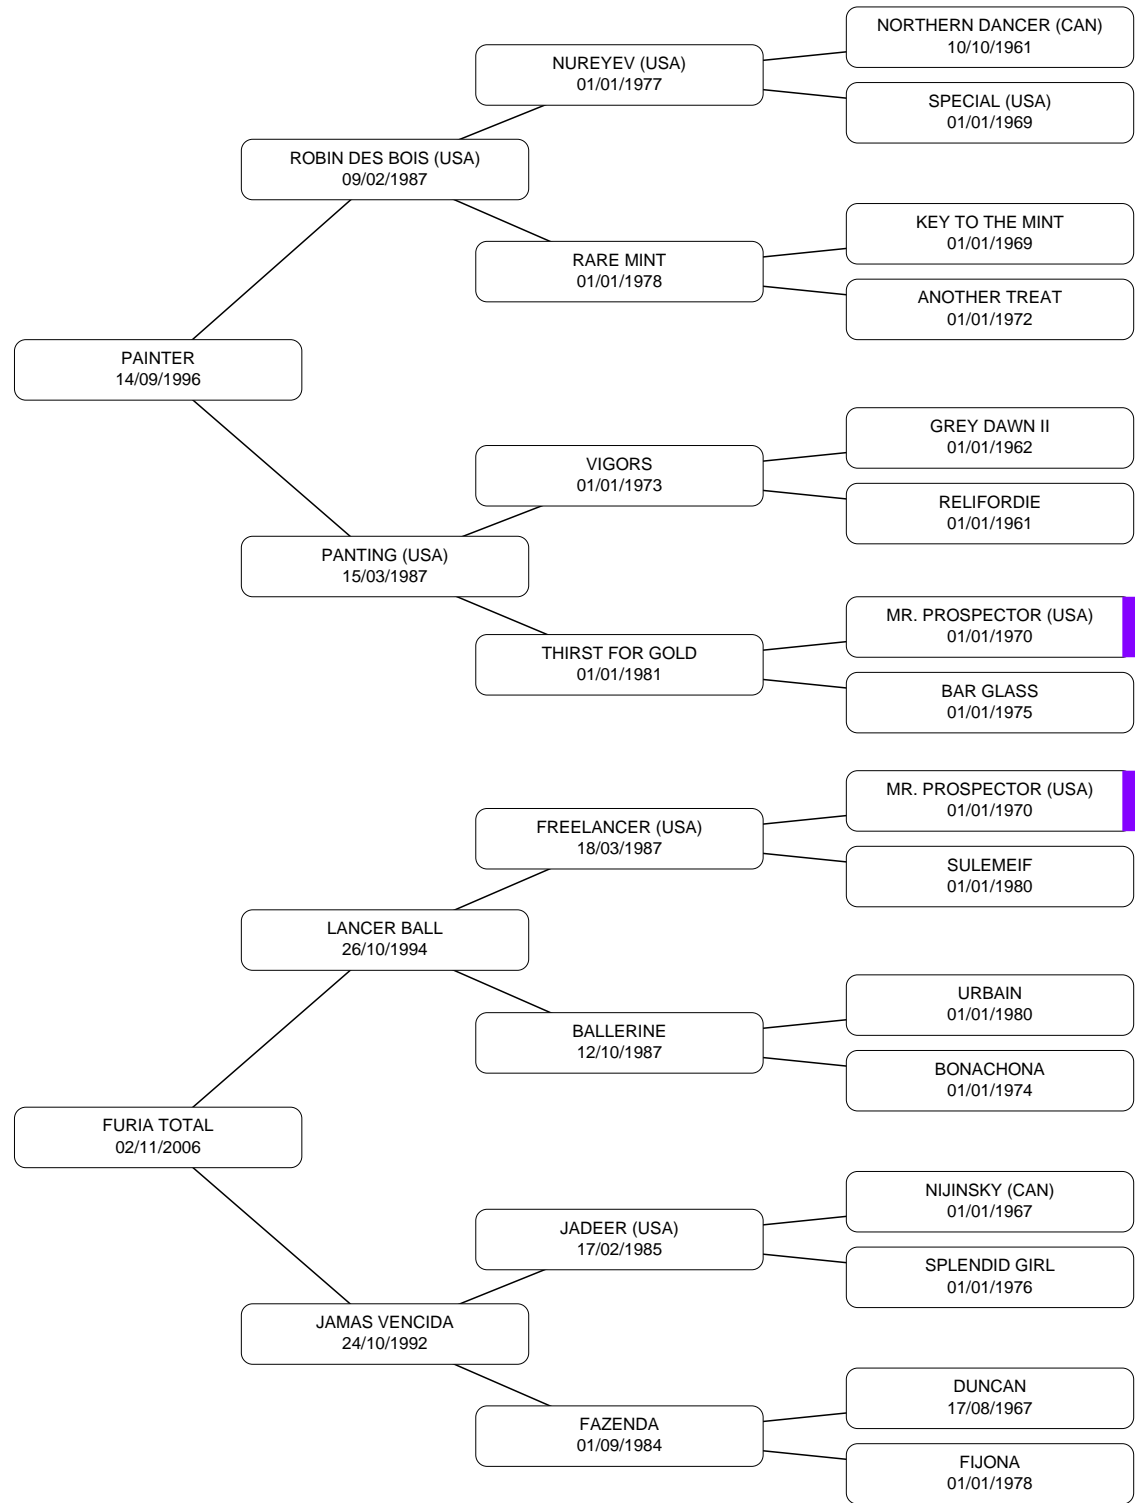 NORTHERN DANCER (CAN)
10/10/1961
NUREYEV (USA)
01/01/1977
SPECIAL (USA)
01/01/1969
ROBIN DES BOIS (USA)
09/02/1987
KEY TO THE MINT
01/01/1969
RARE MINT
01/01/1978
ANOTHER TREAT
01/01/1972
PAINTER
14/09/1996
GREY DAWN II
01/01/1962
VIGORS
01/01/1973
RELIFORDIE
01/01/1961
PANTING (USA)
15/03/1987
MR. PROSPECTOR (USA)
01/01/1970
THIRST FOR GOLD
01/01/1981
BAR GLASS
01/01/1975
MR. PROSPECTOR (USA)
01/01/1970
FREELANCER (USA)
18/03/1987
SULEMEIF
01/01/1980
LANCER BALL
26/10/1994
URBAIN
01/01/1980
BALLERINE
12/10/1987
BONACHONA
01/01/1974
FURIA TOTAL
02/11/2006
NIJINSKY (CAN)
01/01/1967
JADEER (USA)
17/02/1985
SPLENDID GIRL
01/01/1976
JAMAS VENCIDA
24/10/1992
DUNCAN
17/08/1967
FAZENDA
01/09/1984
FIJONA
01/01/1978